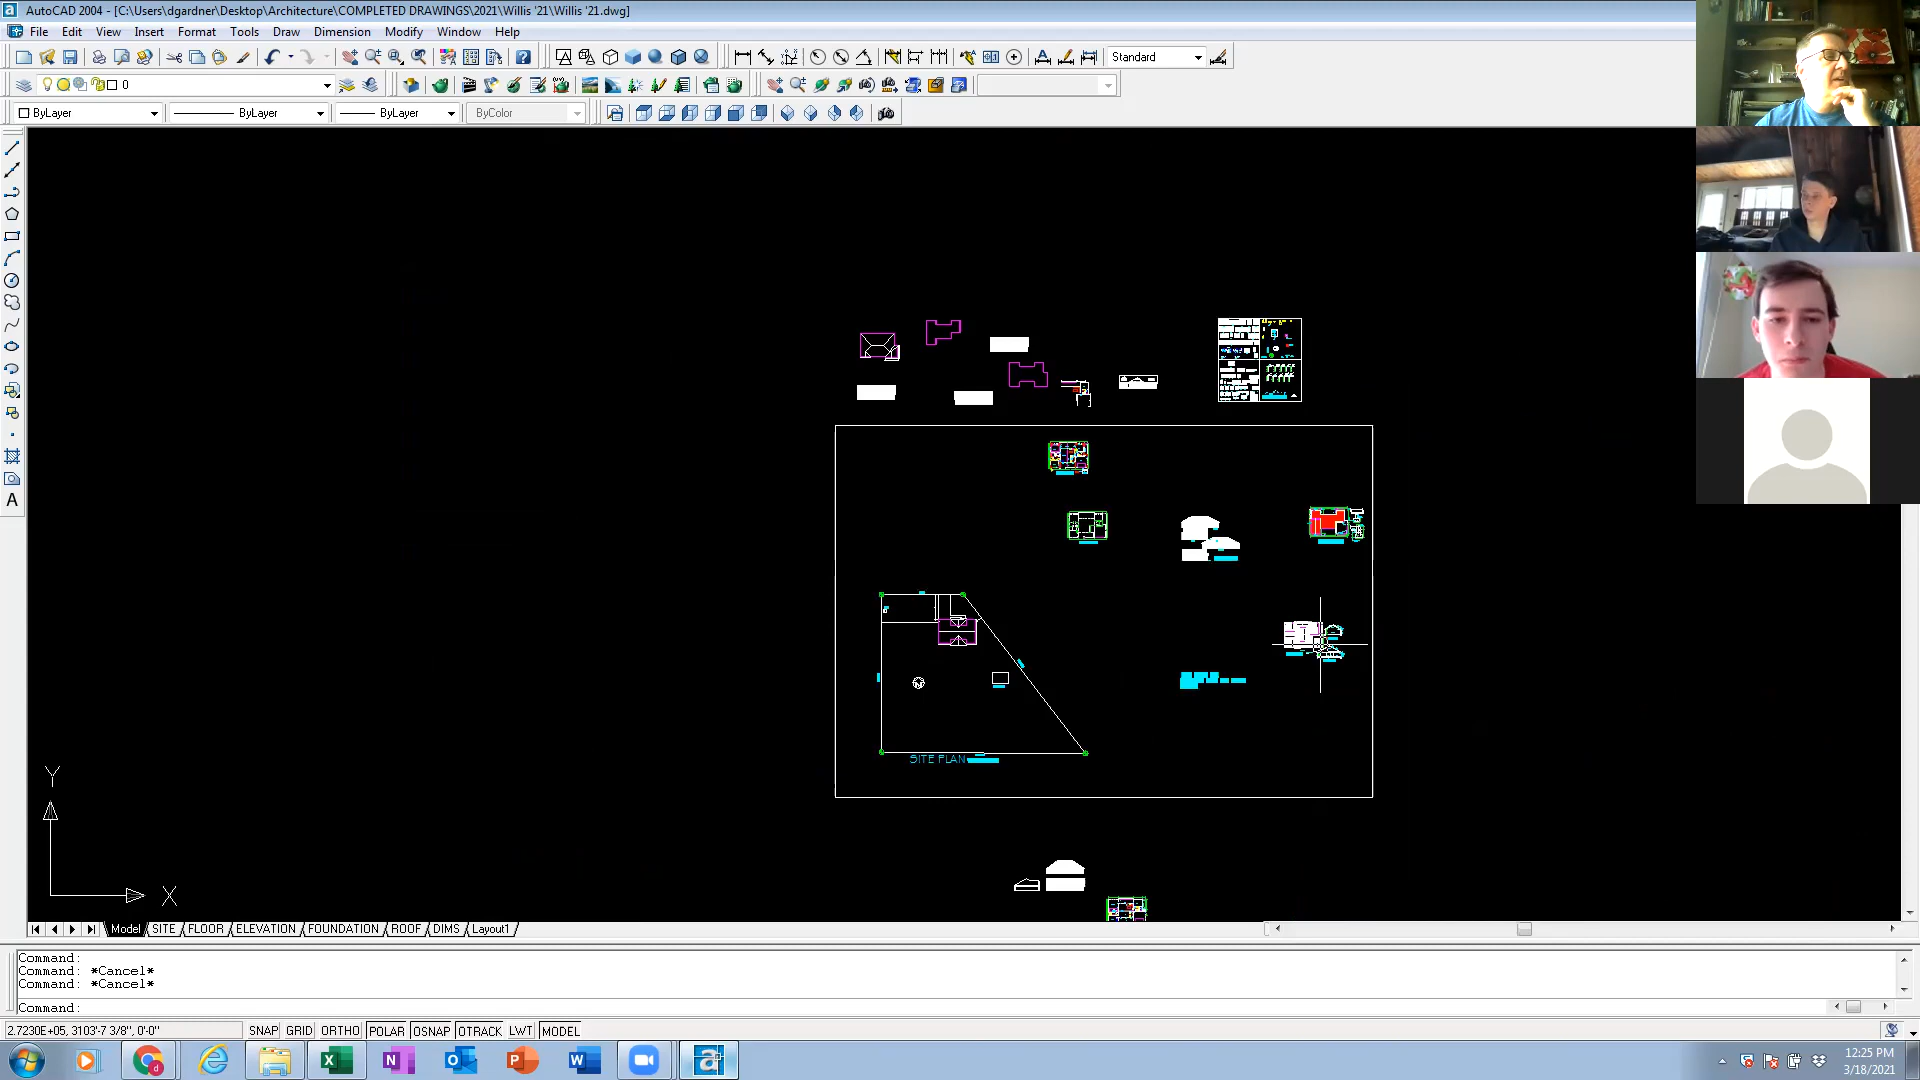 AutoCAD 2004 - [C:\Users\dgardner\Desktop\Architecture\COMPLETED DRAWINGS\2021\Willis '21\Willis '21.dwg]
File Edit View Insert Format Tools Draw Dimension Modify Window Help
Standard
0
ByLayer ByLayer ByLayer ByColor
A
SITE PLAN
Y
X
Model SITE FLOOR ELEVATION FOUNDATION ROOF DIMS Layout1
Command:
Command: *Cancel*
Command: *Cancel*
Command:
2.7230E+05, 3103'-7 3/8", 0'-0" SNAP GRID ORTHO POLAR OSNAP OTRACK LWT MODEL
12:25 PM
3/18/2021